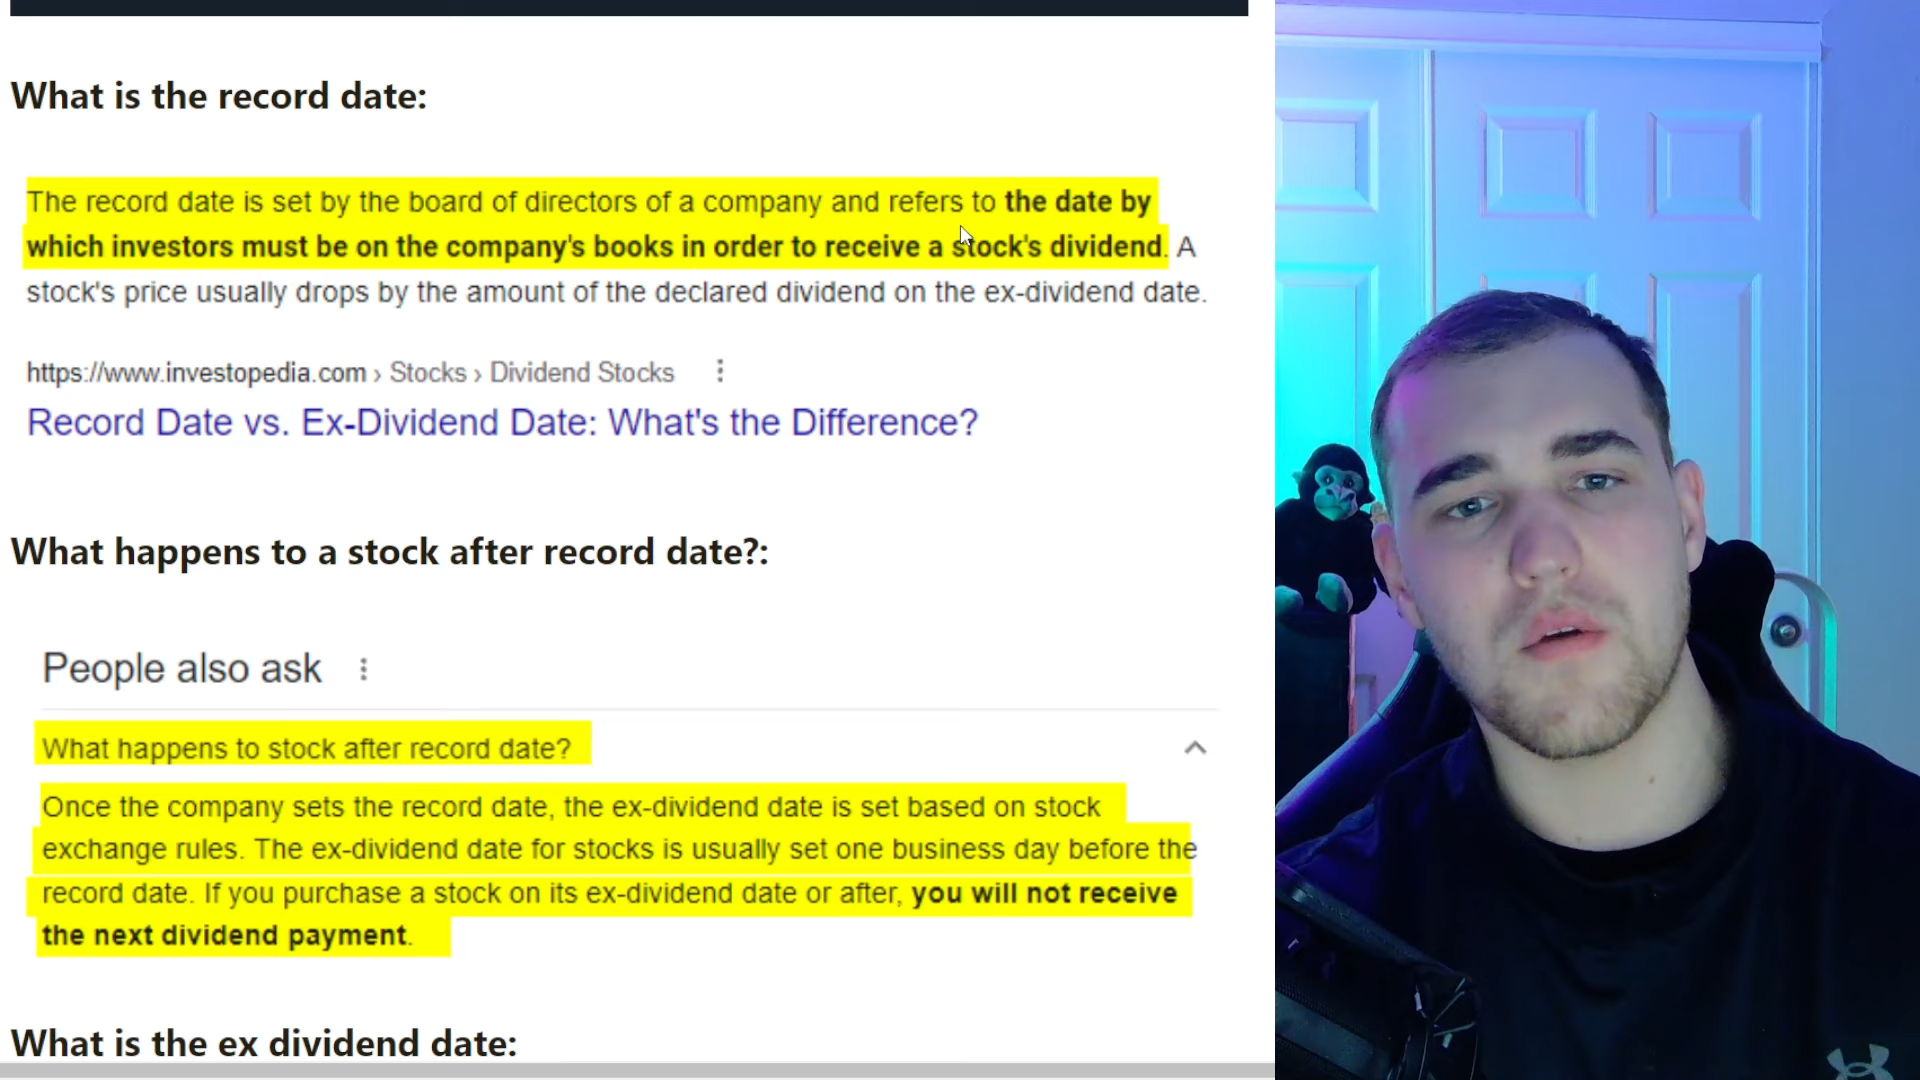 What is the record date:
The record date is set by the board of directors of a company and refers to the date by
which investors must be on the company's books in order to receive a stock's dividend. A
stock's price usually drops by the amount of the declared dividend on the ex-dividend date.
https://www.investopedia.com › Stocks › Dividend Stocks
Record Date vs. Ex-Dividend Date: What's the Difference?
What happens to a stock after record date?:
People also ask
What happens to stock after record date?
Once the company sets the record date, the ex-dividend date is set based on stock
exchange rules. The ex-dividend date for stocks is usually set one business day before the
record date. If you purchase a stock on its ex-dividend date or after, you will not receive
the next dividend payment.
What is the ex dividend date: